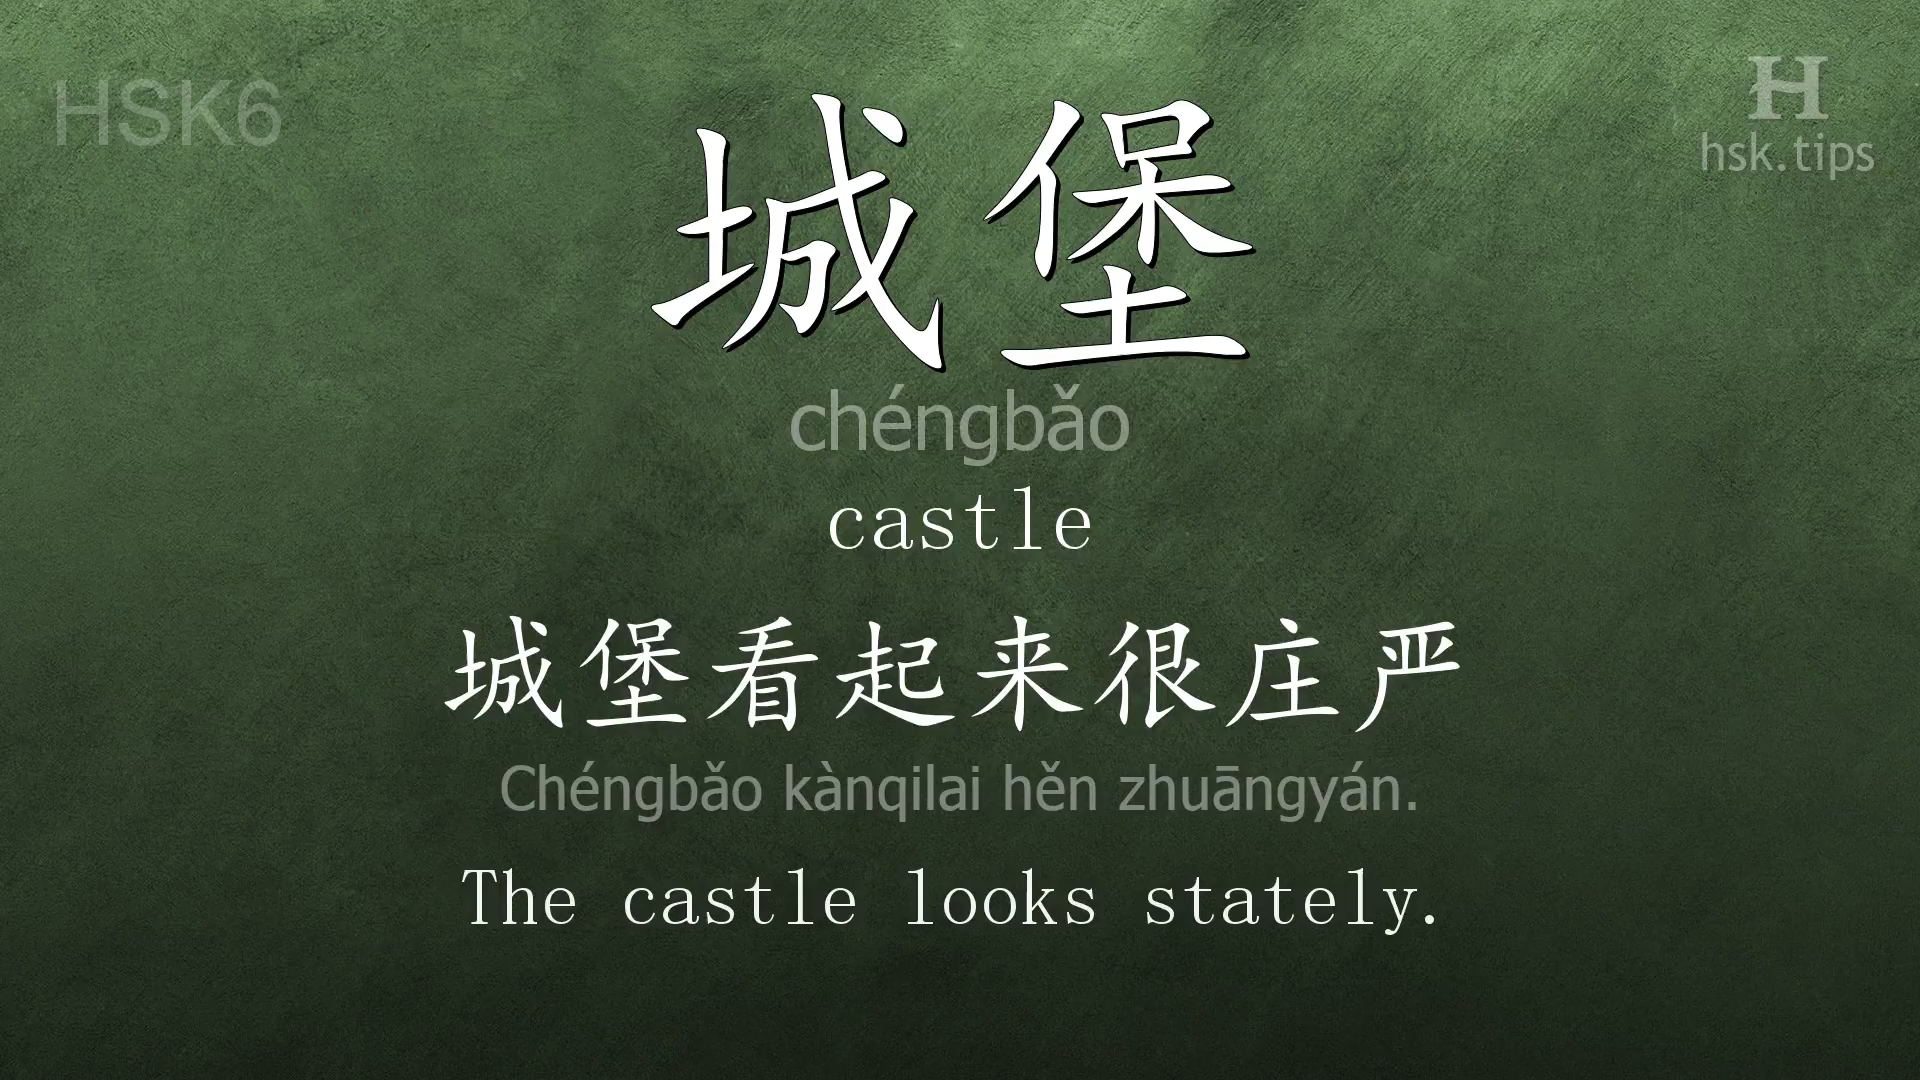 HSK6
H
hsk.tips
城堡
chéngbǎo
castle
城堡看起来很庄严
Chéngbǎo kànqilai hěn zhuāngyán.
The castle looks stately.